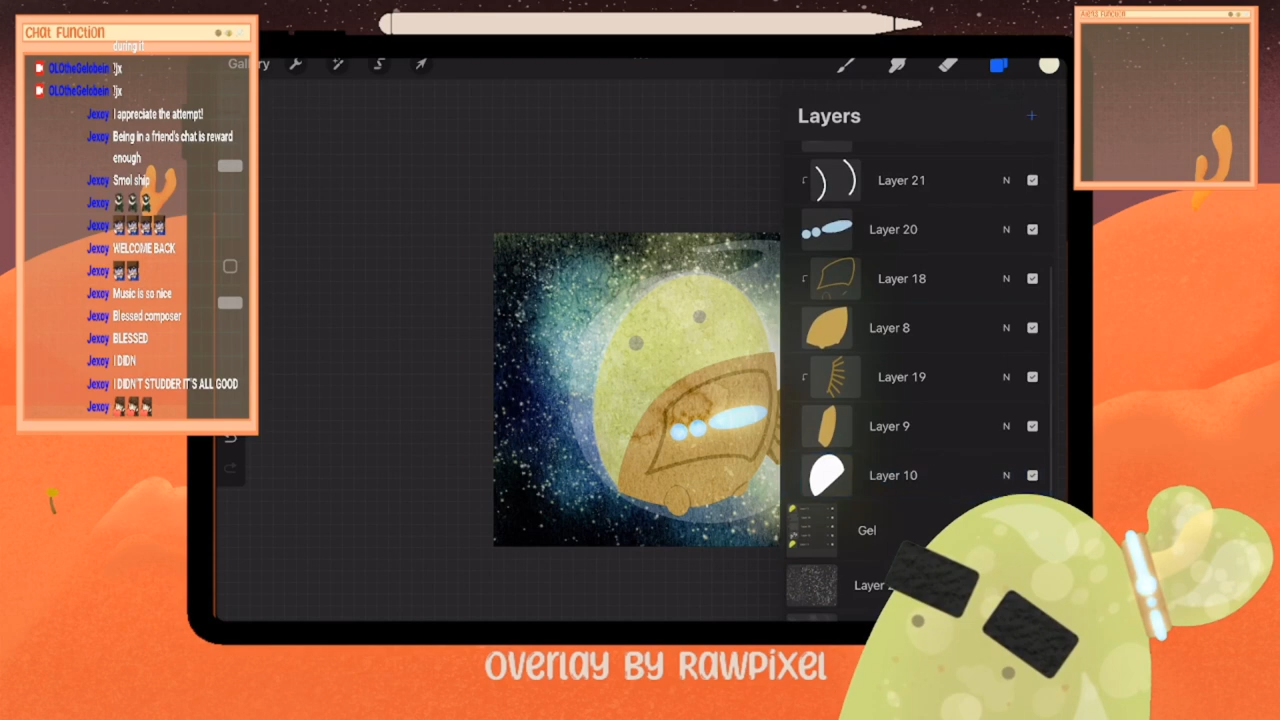 CHat FUNCTiON
during it
OLOtheGelobein !jx
OLOtheGelobein !jx
Jexoy I appreciate the attempt!
Jexoy Being in a friend's chat is reward
enough
Jexoy Smol ship
Jexoy
Jexoy
Jexoy WELCOME BACK
Jexoy
Jexoy Music is so nice
Jexoy Blessed composer
Jexoy BLESSED
Jexoy I DIDN
Jexoy I DIDN'T STUDDER IT'S ALL GOOD
Jexoy
Gallery
Layers
Layer 21 N
Layer 20 N
Layer 18 N
Layer 8 N
Layer 19 N
Layer 9 N
Layer 10 N
Gel
Layer
OVeRlaY BY RaWPiXel